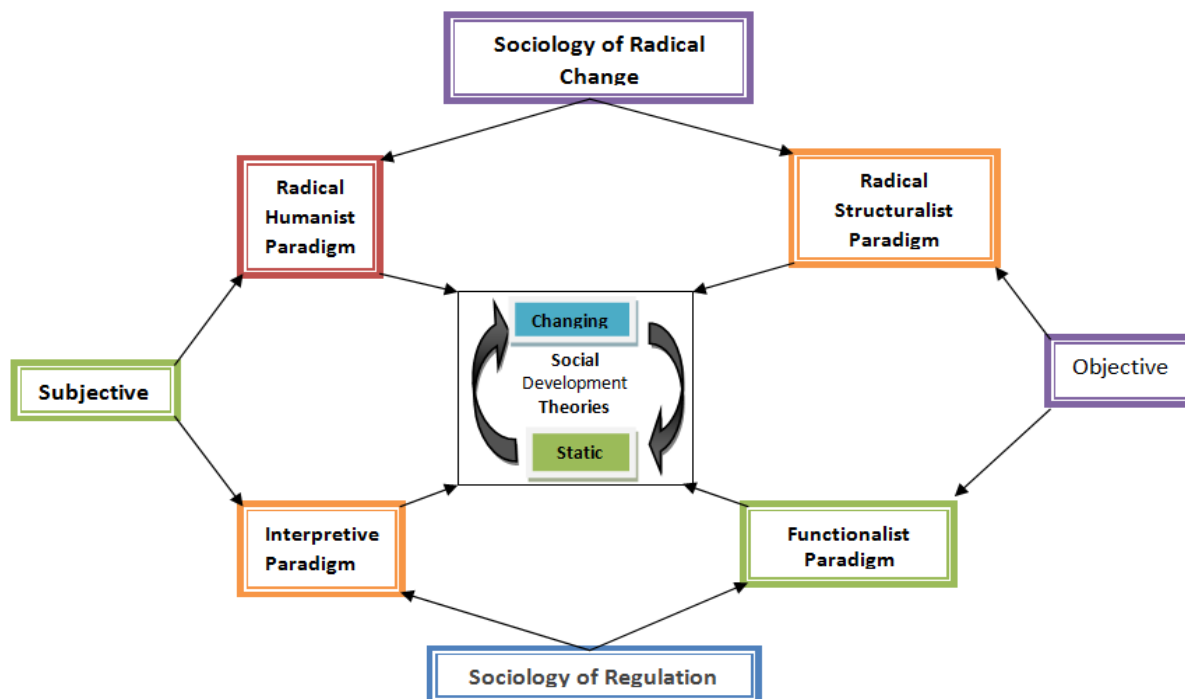 Sociology of Radical
Change
Radical
Humanist
Paradigm
Radical
Structuralist
Paradigm
Changing
Social
Development
Theories
Static
Subjective
Objective
Interpretive
Paradigm
Functionalist
Paradigm
Sociology of Regulation